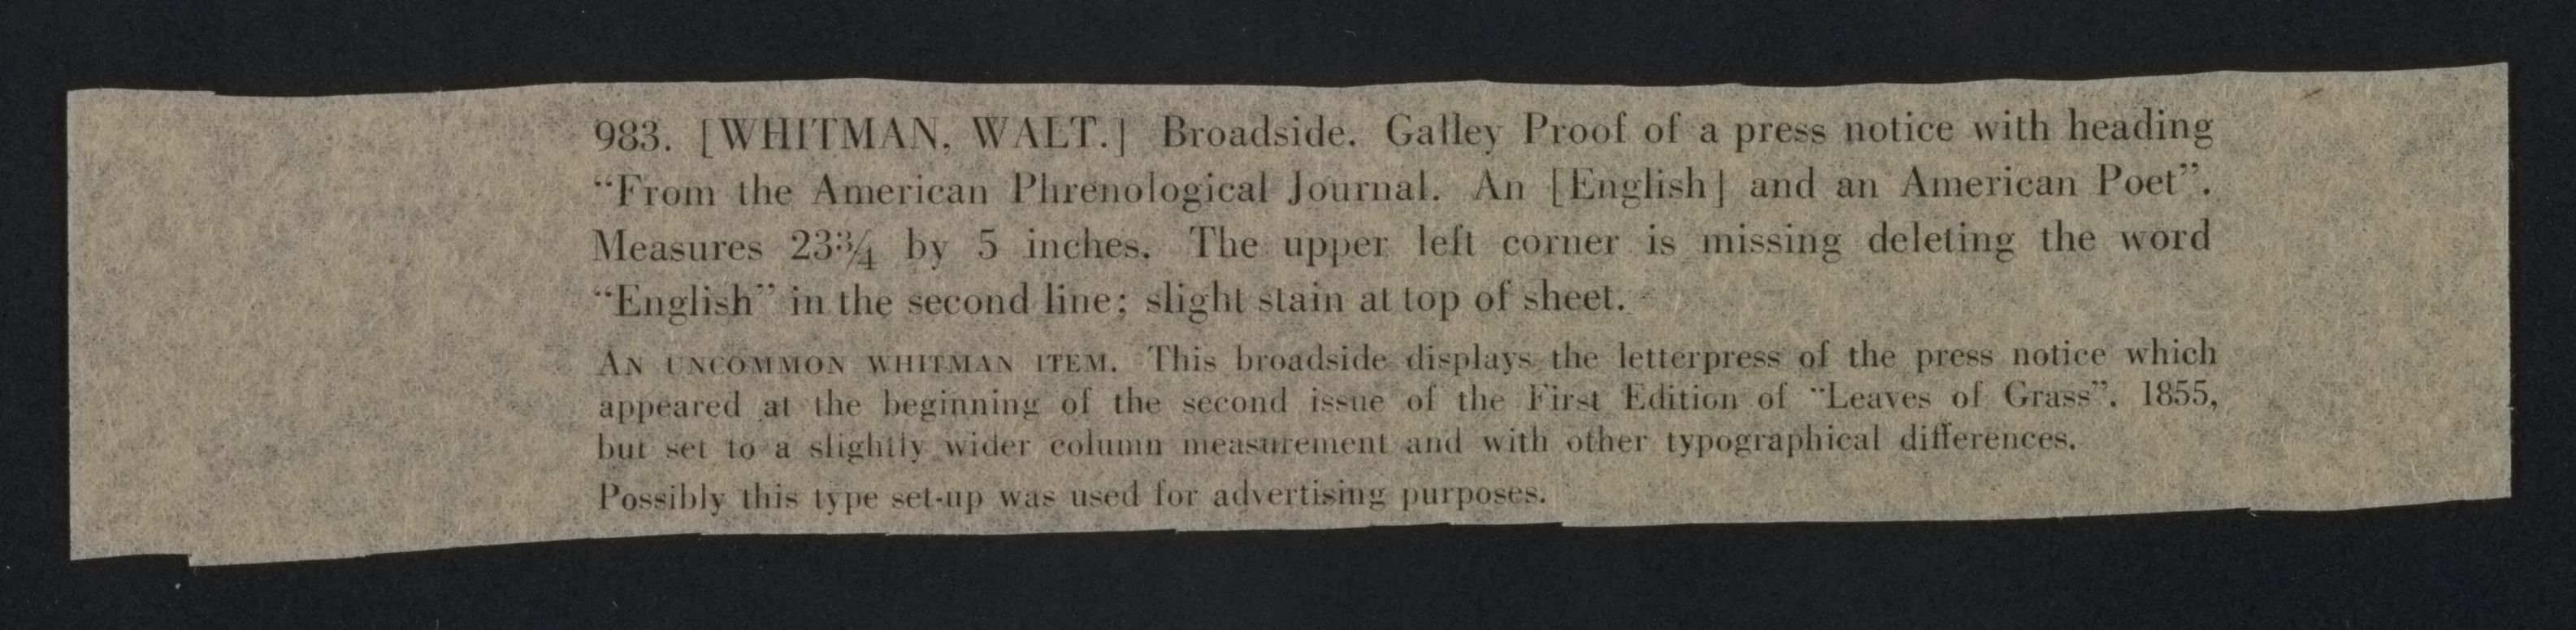 983. [WHITMAN, WALT.] Broadside. Galley Proof of a press notice with heading
“From the American Phrenological Journal. An [English] and an American Poet”.
Measures 23¾ by 5 inches. The upper left corner is missing deleting the word
“English” in the second line; slight stain at top of sheet.
AN UNCOMMON WHITMAN ITEM. This broadside displays the letterpress of the press notice which
appeared at the beginning of the second issue of the First Edition of “Leaves of Grass”. 1855,
but set to a slightly wider column measurement and with other typographical differences.
Possibly this type set-up was used for advertising purposes.